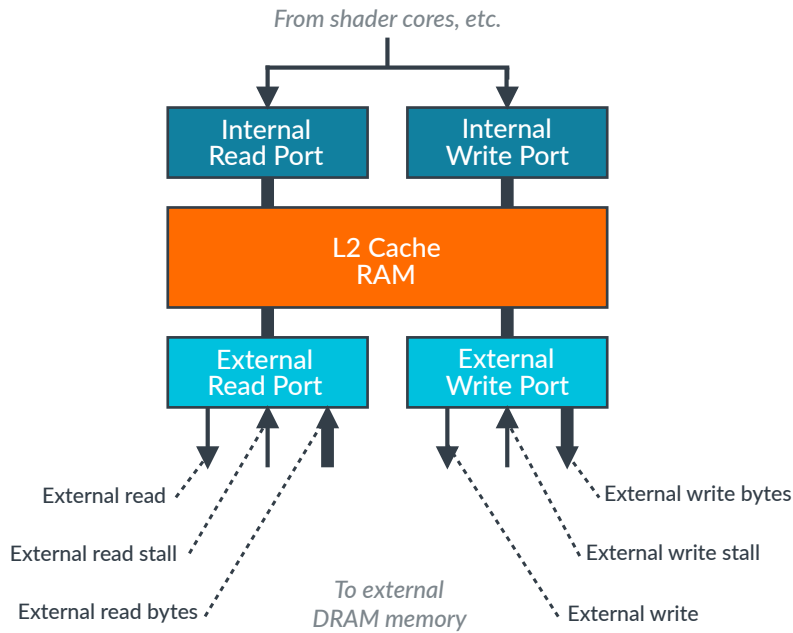 From shader cores, etc.
Internal
Read Port
Internal
Write Port
L2 Cache
RAM
External
Read Port
External
Write Port
External read
External write bytes
External read stall
External write stall
External read bytes
External write
To external
DRAM memory